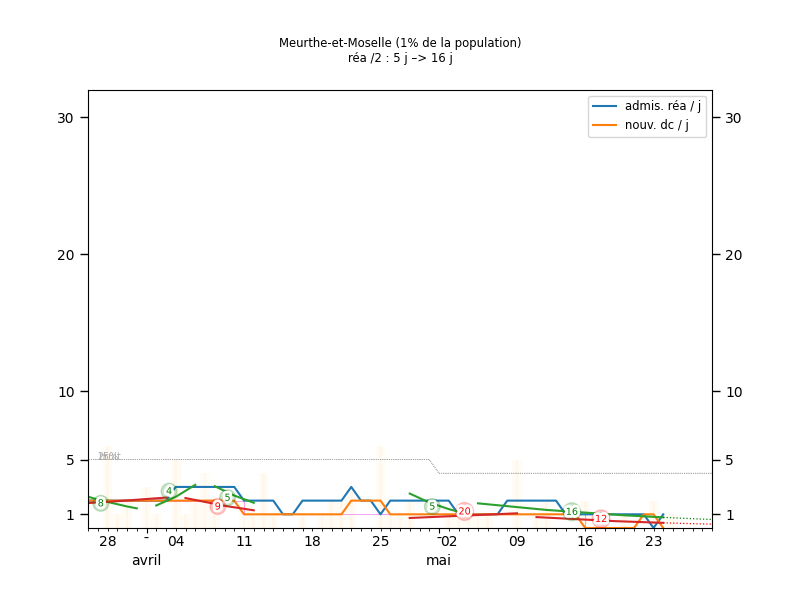 Meurthe-et-Moselle (1% de la population)
réa /2 : 5 j –> 16 j
admis. réa / j
nouv. dc / j
30 30
20 20
10 10
5 5
1 1
8 4 9 5 5 20 16 12
28 - 04 11 18 25 02 09 16 23
avril mai